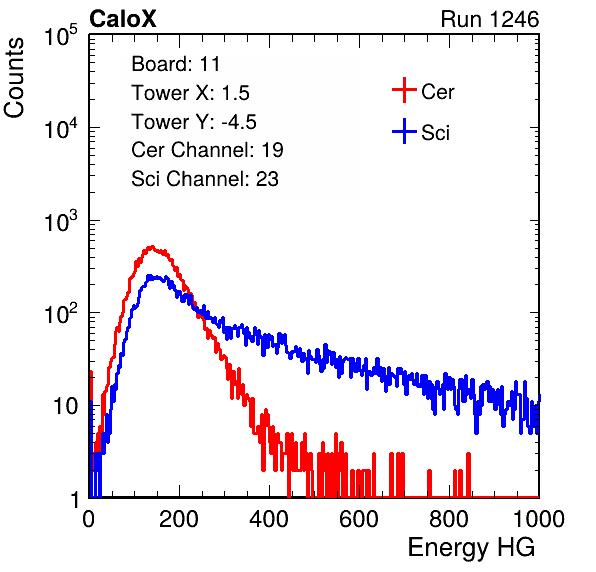 CaloX Run 1246
Counts
10^5
10^4
10^3
10^2
10
1
Board: 11
Tower X: 1.5
Tower Y: -4.5
Cer Channel: 19
Sci Channel: 23
Cer
Sci
0 200 400 600 800 1000
Energy HG